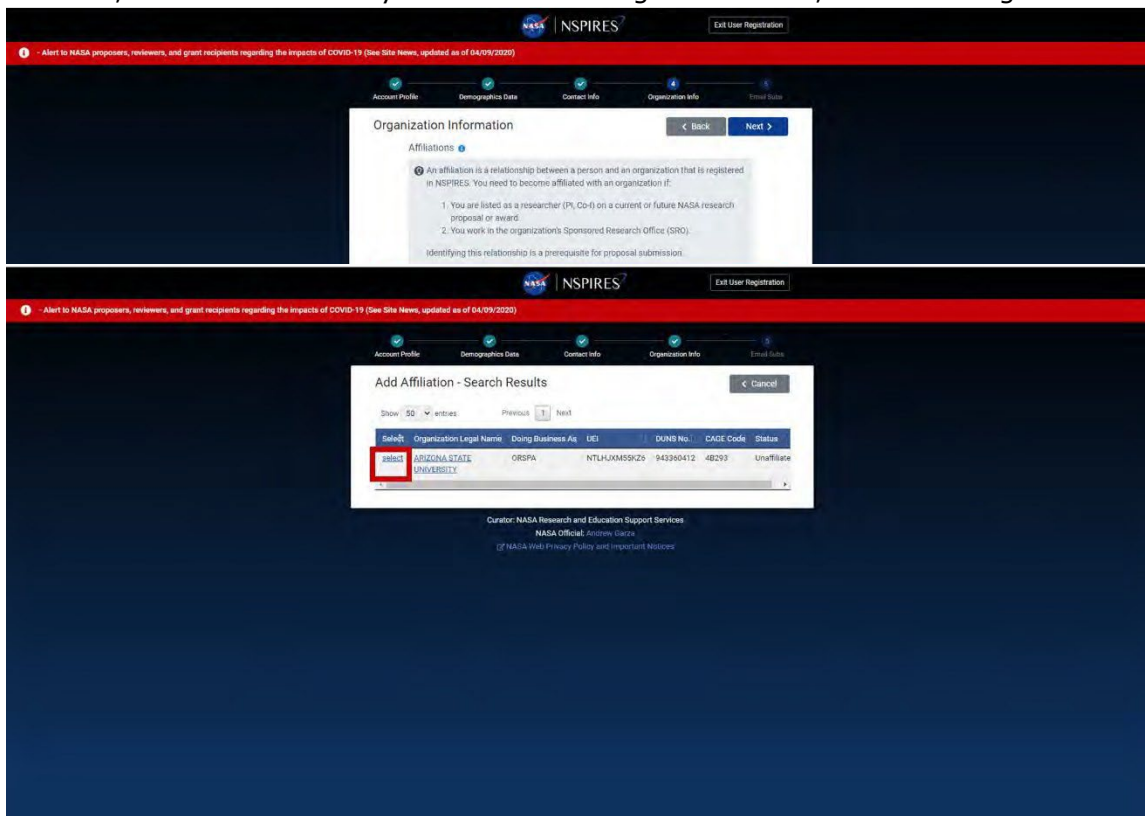 NASA | NSPIRES
Exit User Registration
- Alert to NASA proposers, reviewers, and grant recipients regarding the impacts of COVID-19 (See Site News, updated as of 04/09/2020)
4 5
Account Profile Demographics Data Contact Info Organization Info Email Subs
Organization Information < Back Next >
Affiliations
An affiliation is a relationship between a person and an organization that is registered
in NSPIRES. You need to become affiliated with an organization if:
1. You are listed as a researcher (PI, Co-I) on a current or future NASA research
proposal or award.
2. You work in the organization's Sponsored Research Office (SRO).
Identifying this relationship is a prerequisite for proposal submission.
NASA | NSPIRES
Exit User Registration
- Alert to NASA proposers, reviewers, and grant recipients regarding the impacts of COVID-19 (See Site News, updated as of 04/09/2020)
5
Account Profile Demographics Data Contact Info Organization Info Email Subs
Add Affiliation - Search Results < Cancel
Show 50 entries Previous 1 Next
Select Organization Legal Name Doing Business As UEI DUNS No. CAGE Code Status
select ARIZONA STATE ORSPA NTLHJXM55KZ6 943360412 4B293 Unaffiliate
UNIVERSITY
Curator: NASA Research and Education Support Services
NASA Official: Andrew Garza
NASA Web Privacy Policy and Important Notices